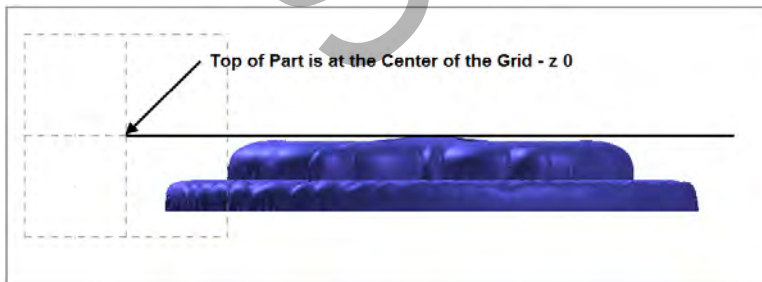 Top of Part is at the Center of the Grid - z 0